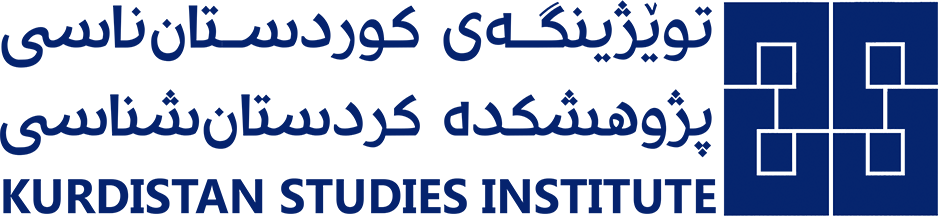 توێژینگەی کوردستان‌ناسی
پژوهشکده کردستان‌شناسی
KURDISTAN STUDIES INSTITUTE